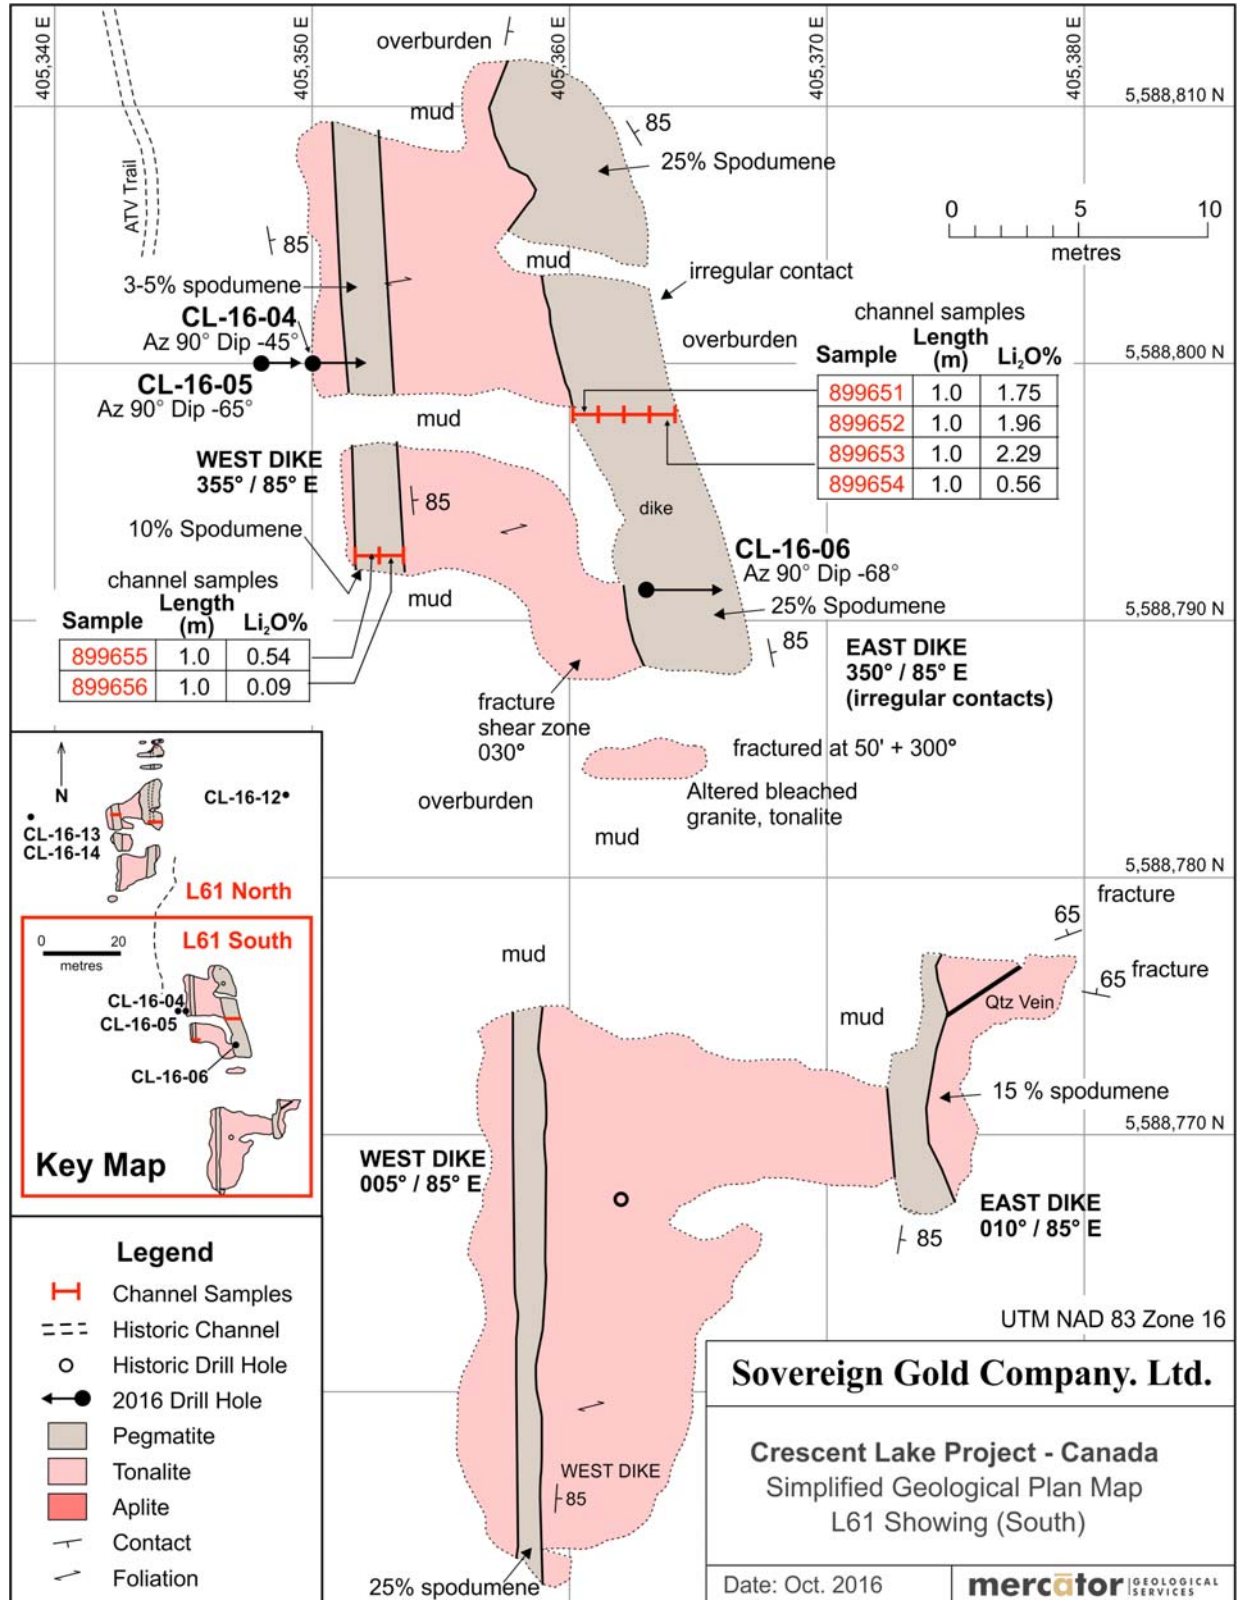 405,340 E
405,350 E
405,360 E
405,370 E
405,380 E
overburden
5,588,810 N
mud
85
25% Spodumene
ATV Trail
0 5 10
metres
85
mud
irregular contact
3-5% spodumene
CL-16-04
Az 90° Dip -45°
overburden
CL-16-05
Az 90° Dip -65°
5,588,800 N
channel samples
Sample Length (m) Li₂O%
899651 1.0 1.75
899652 1.0 1.96
899653 1.0 2.29
899654 1.0 0.56
mud
WEST DIKE
355° / 85° E
85
dike
10% Spodumene
CL-16-06
Az 90° Dip -68°
25% Spodumene
channel samples
Sample Length (m) Li₂O%
899655 1.0 0.54
899656 1.0 0.09
mud
5,588,790 N
85
EAST DIKE
350° / 85° E
(irregular contacts)
fracture
shear zone
030°
fractured at 50' + 300°
Altered bleached
granite, tonalite
overburden
mud
N
CL-16-12
CL-16-13
CL-16-14
L61 North
L61 South
0 20
metres
CL-16-04
CL-16-05
CL-16-06
Key Map
5,588,780 N
fracture
65
65 fracture
mud
Qtz Vein
mud
15 % spodumene
5,588,770 N
WEST DIKE
005° / 85° E
EAST DIKE
010° / 85° E
85
WEST DIKE
85
25% spodumene
Legend
Channel Samples
Historic Channel
Historic Drill Hole
2016 Drill Hole
Pegmatite
Tonalite
Aplite
Contact
Foliation
UTM NAD 83 Zone 16
Sovereign Gold Company. Ltd.
Crescent Lake Project - Canada
Simplified Geological Plan Map
L61 Showing (South)
Date: Oct. 2016
mercātor GEOLOGICAL SERVICES